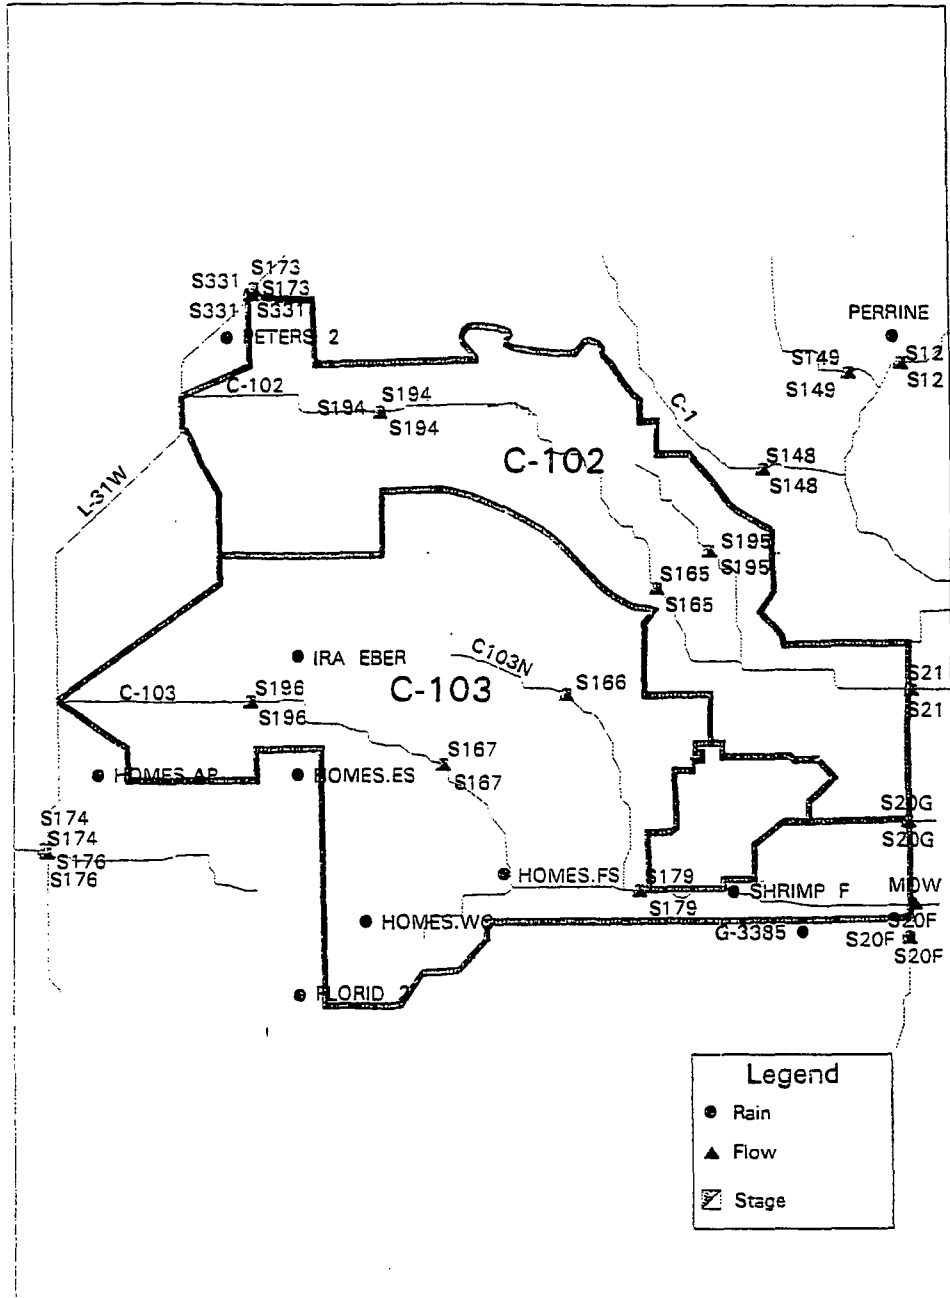 S173
S331
S173
S331
S331
PETERS 2
PERRINE
S149
S12
S149
S12
C-102
S194
S194
S194
C-1
C-102
S148
S148
L-31W
S195
S195
S165
S165
IRA EBER
C103N
C-103
C-103
S196
S196
S166
S21
S21
S167
S167
HOMES.AP
HOMES.ES
S174
S174
S176
S176
S20G
S20G
HOMES.FS
S179
S179
SHRIMP F
MOW
HOMES.W
G-3385
S20F
S20F
S20F
FLORID 2
Legend
Rain
Flow
Stage